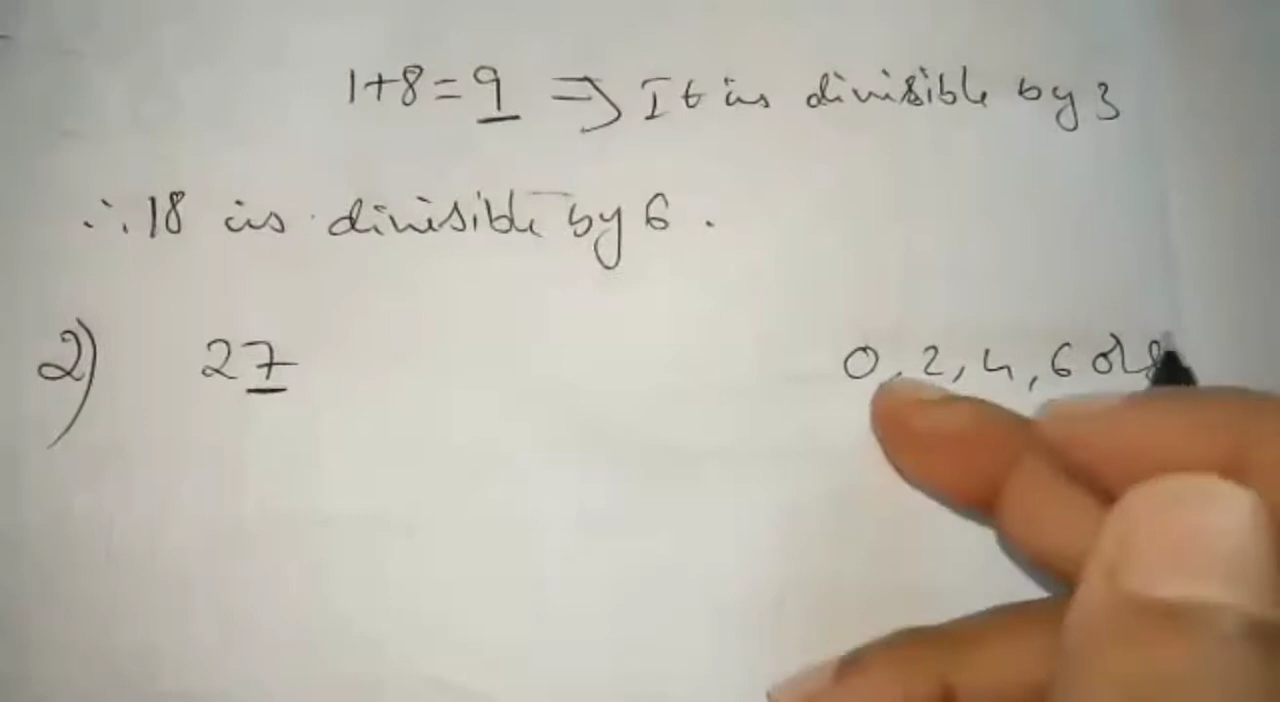 1+8=9 ⇒ It is divisible by 3
∴ 18 is divisible by 6.
2) 27 0, 2, 4, 6 or 8